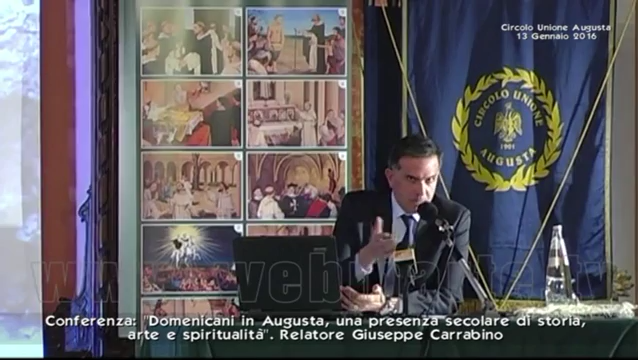 Circolo Unione Augusta
13 Gennaio 2016
CIRCOLO UNIONE
1901
AUGUSTA
Conferenza: "Domenicani in Augusta, una presenza secolare di storia,
arte e spiritualità". Relatore Giuseppe Carrabino